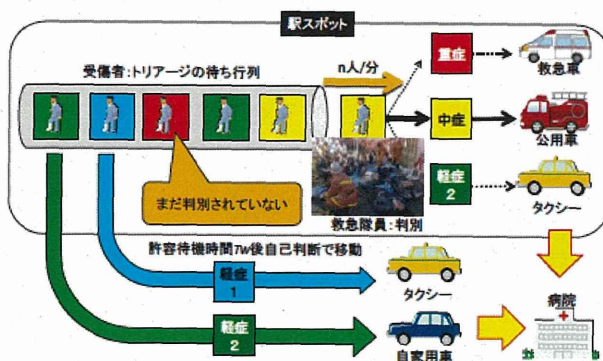 駅スポット
受傷者:トリアージの待ち行列
n人/分
重症
救急車
中症
公用車
まだ判別されていない
軽症
2
救急隊員:判別
タクシー
許容待機時間TW後自己判断で移動
軽症
1
タクシー
病院
軽症
2
自家用車